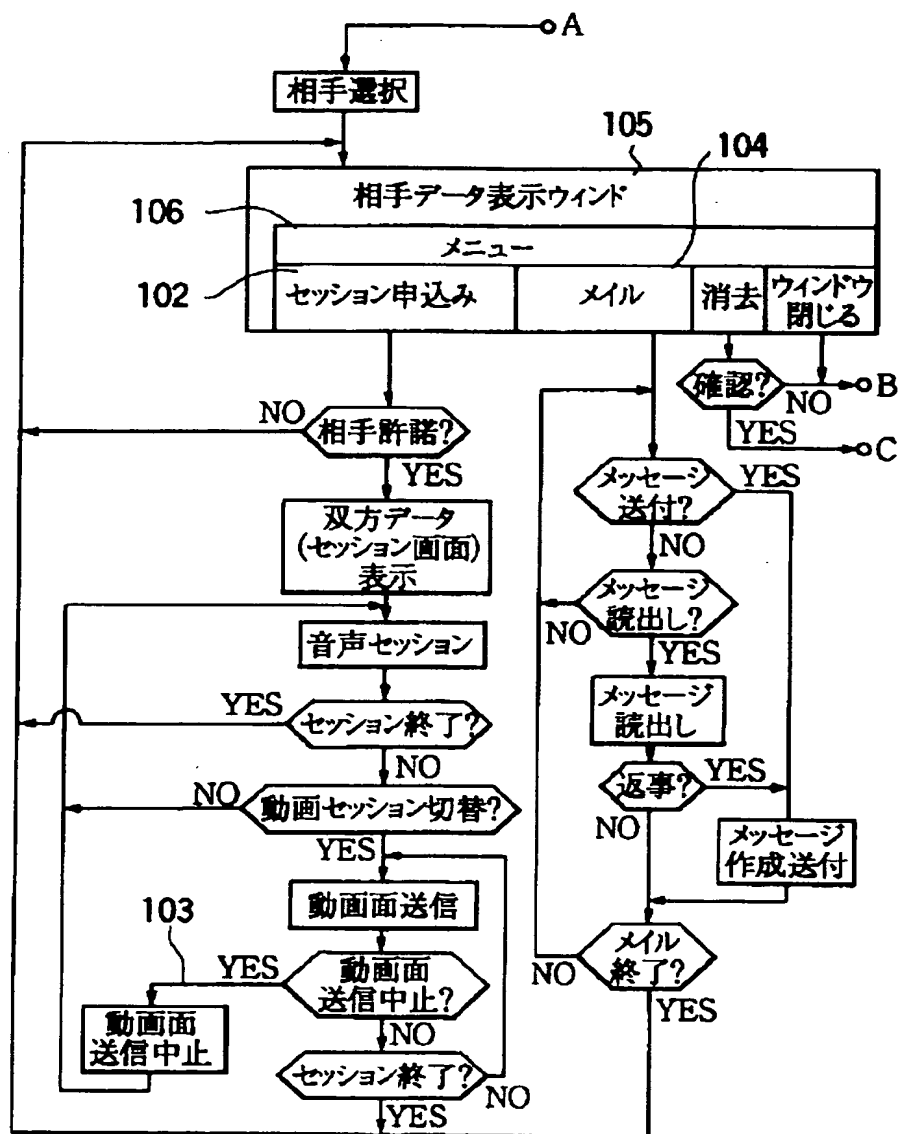 A
相手選択
105
104
相手データ表示ウィンド
106
メニュー
102
セッション申込み
メイル
消去
ウィンドウ
閉じる
確認?
NO
B
YES
C
NO
相手許諾?
YES
メッセージ
送付?
YES
NO
双方データ
(セッション画面)
表示
メッセージ
読出し?
NO
YES
音声セッション
メッセージ
読出し
YES
セッション終了?
NO
返事?
YES
NO
NO
動画セッション切替?
YES
メッセージ
作成送付
動画面送信
103
YES
動画面
送信中止?
NO
メイル
終了?
NO
YES
動画面
送信中止
セッション終了?
NO
YES